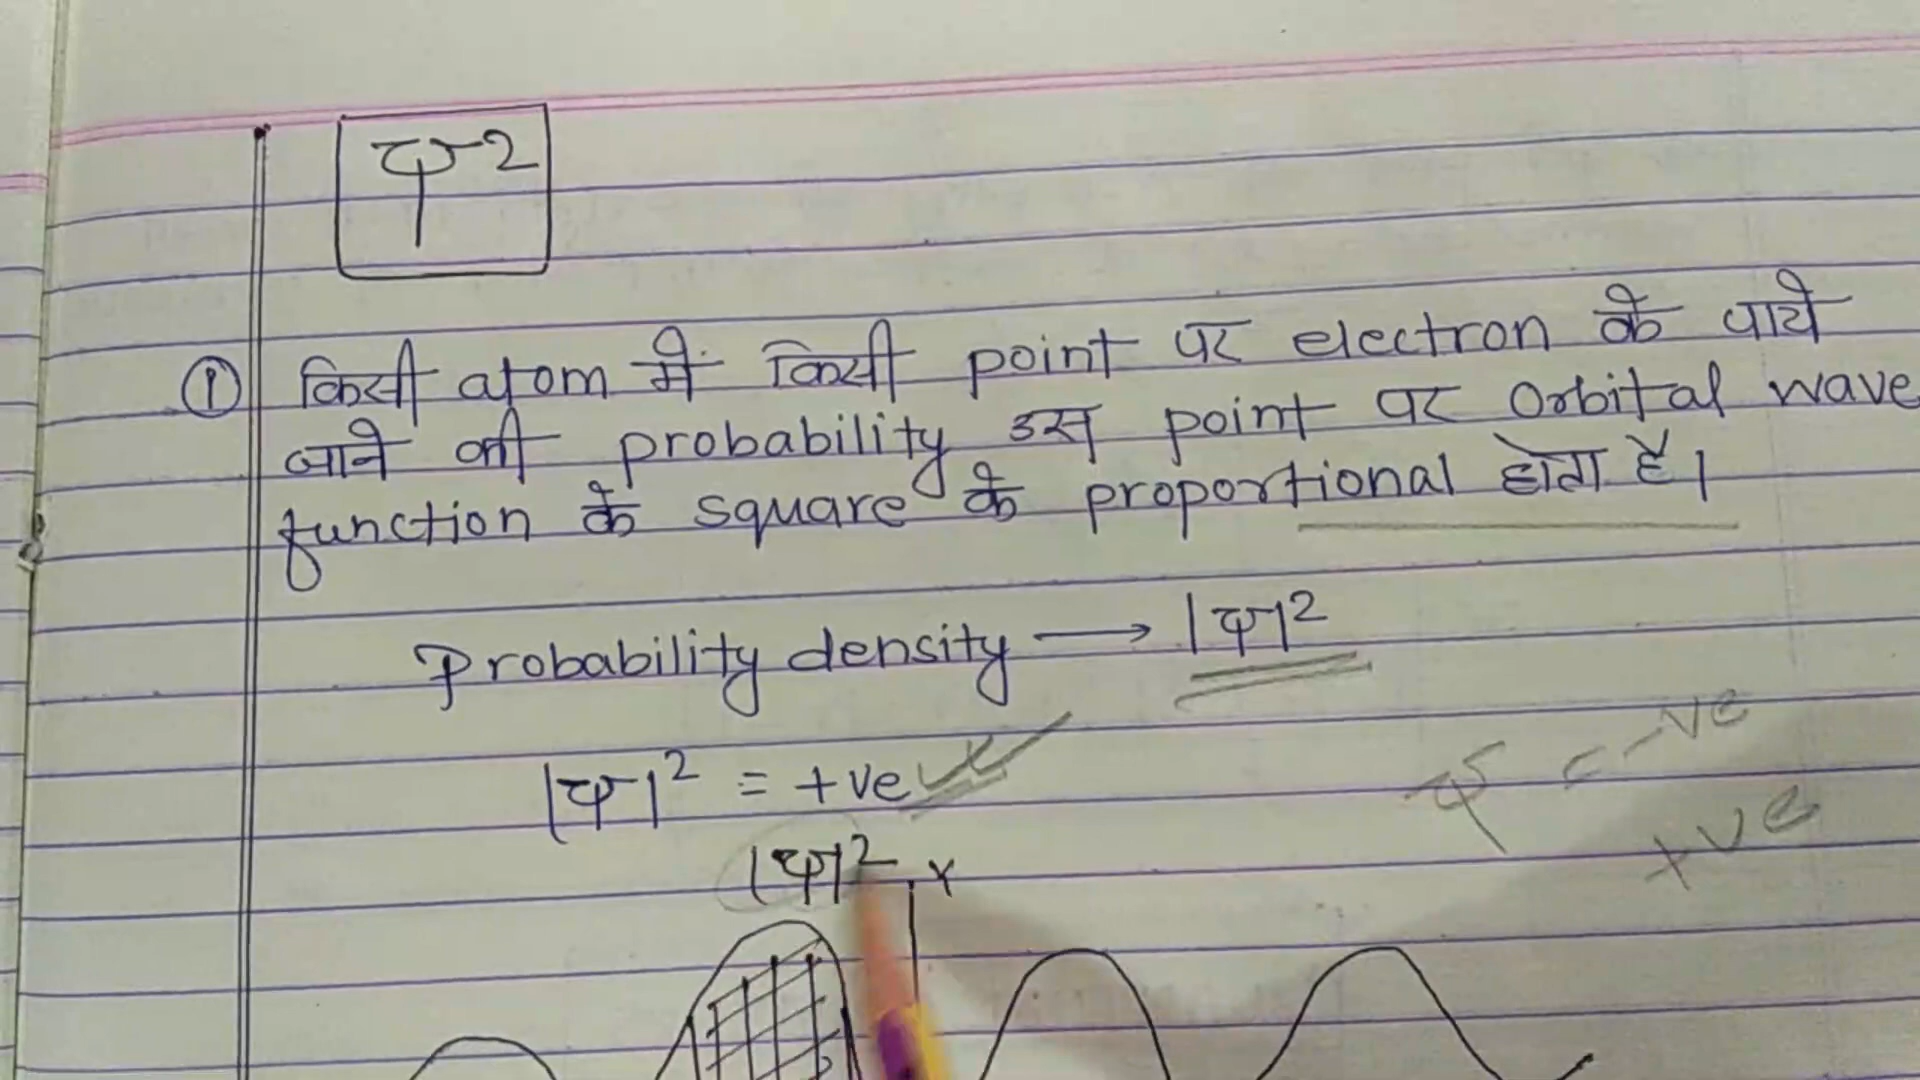 ψ²
① किसी atom में किसी point पर electron के पाये
जाने की probability उस point पर Orbital wave
function के square के proportional होता है।
Probability density → |ψ|²
|ψ|² = +ve
ψ < -ve
+ve
|ψ|² x